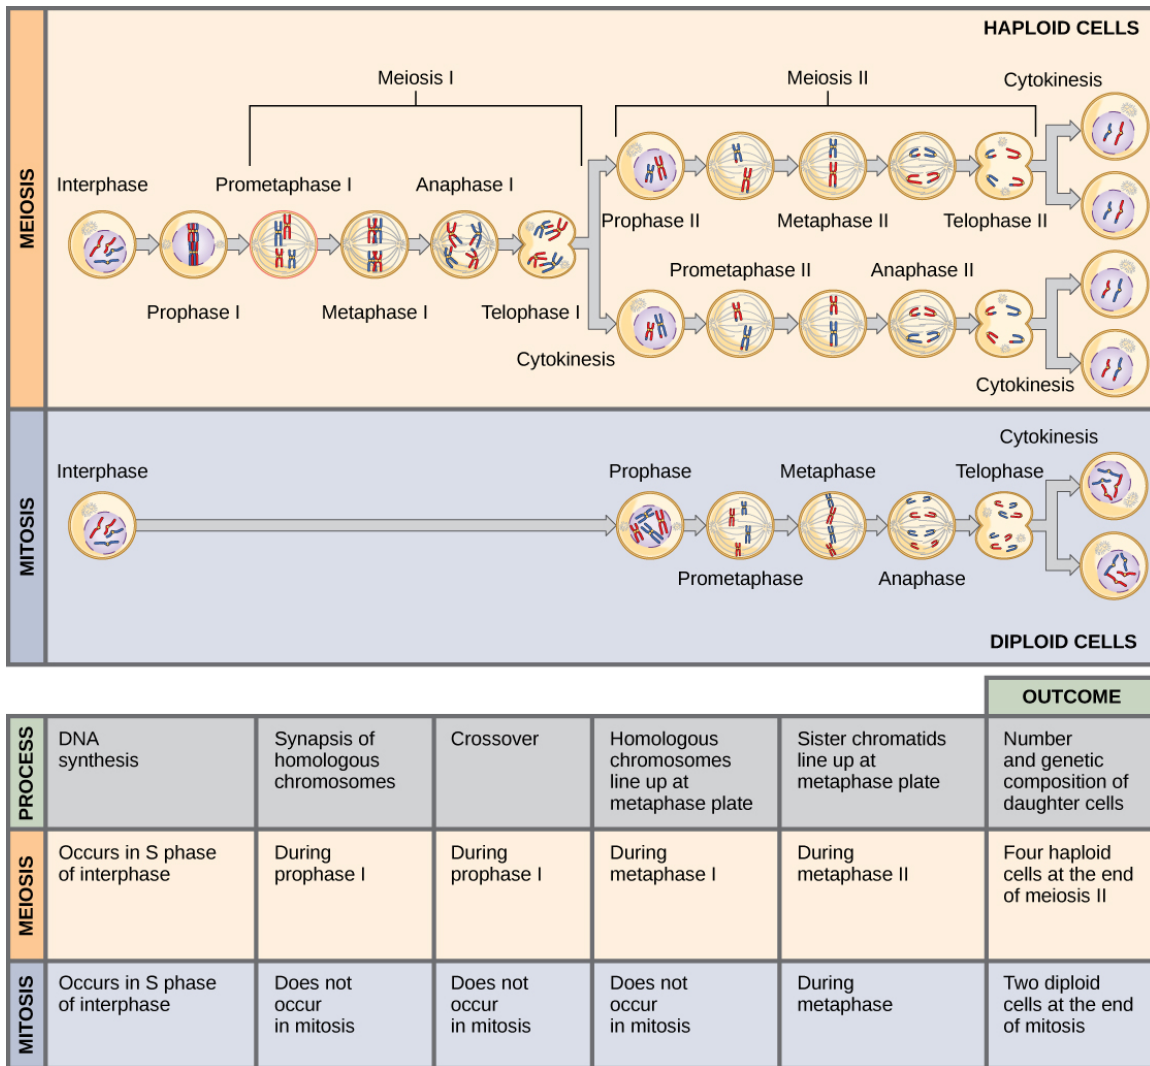 MEIOSIS
HAPLOID CELLS
Meiosis I
Meiosis II
Cytokinesis
Interphase
Prometaphase I
Anaphase I
Prophase II
Metaphase II
Telophase II
Prophase I
Metaphase I
Telophase I
Prometaphase II
Anaphase II
Cytokinesis
Cytokinesis
MITOSIS
Cytokinesis
Interphase
Prophase
Metaphase
Telophase
Prometaphase
Anaphase
DIPLOID CELLS
OUTCOME
PROCESS
DNA
synthesis
Synapsis of
homologous
chromosomes
Crossover
Homologous
chromosomes
line up at
metaphase plate
Sister chromatids
line up at
metaphase plate
Number
and genetic
composition of
daughter cells
MEIOSIS
Occurs in S phase
of interphase
During
prophase I
During
prophase I
During
metaphase I
During
metaphase II
Four haploid
cells at the end
of meiosis II
MITOSIS
Occurs in S phase
of interphase
Does not
occur
in mitosis
Does not
occur
in mitosis
Does not
occur
in mitosis
During
metaphase
Two diploid
cells at the end
of mitosis